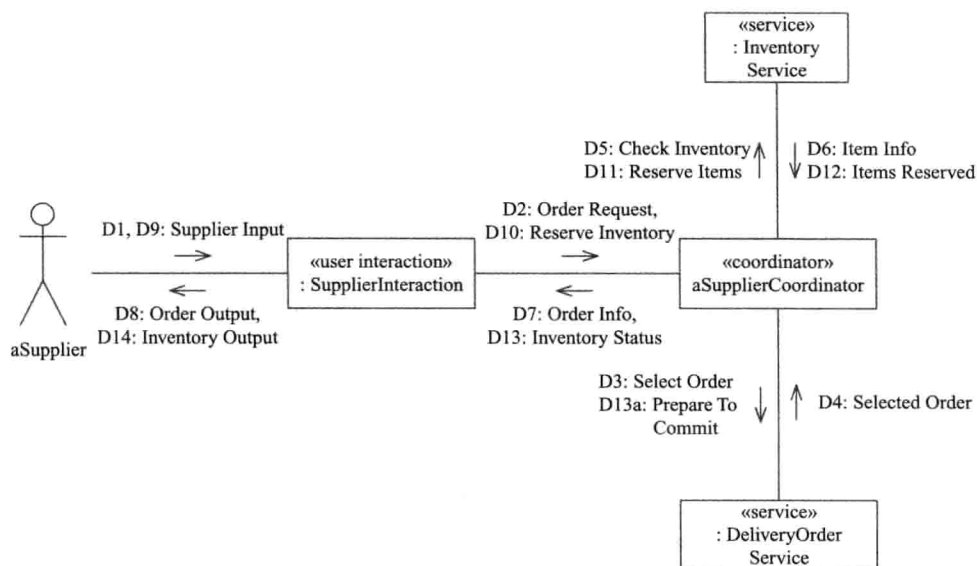 «service»
: Inventory
Service
D5: Check Inventory
D11: Reserve Items
D6: Item Info
D12: Items Reserved
D1, D9: Supplier Input
D2: Order Request,
D10: Reserve Inventory
«user interaction»
: SupplierInteraction
«coordinator»
aSupplierCoordinator
D8: Order Output,
D14: Inventory Output
D7: Order Info,
D13: Inventory Status
aSupplier
D3: Select Order
D13a: Prepare To
Commit
D4: Selected Order
«service»
: DeliveryOrder
Service